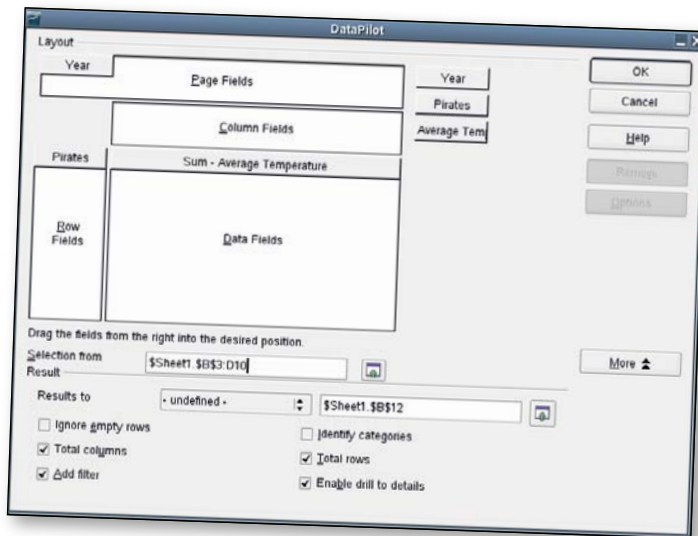 DataPilot
Layout
Year
Page Fields
Year
OK
Pirates
Cancel
Column Fields
Average Tem
Help
Pirates
Sum - Average Temperature
Remove
Options
Row
Fields
Data Fields
Drag the fields from the right into the desired position.
Selection from
$Sheet1.$B$3:D10
More
Result
Results to
- undefined -
$Sheet1.$B$12
Ignore empty rows
Identify categories
Total columns
Total rows
Add filter
Enable drill to details